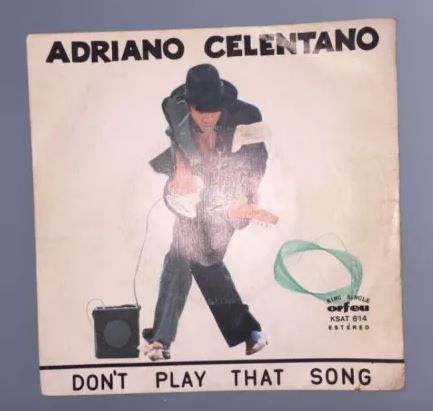 ADRIANO CELENTANO
KING SINGLE
orfeu
KSAT 614
ESTÉREO
DON'T PLAY THAT SONG